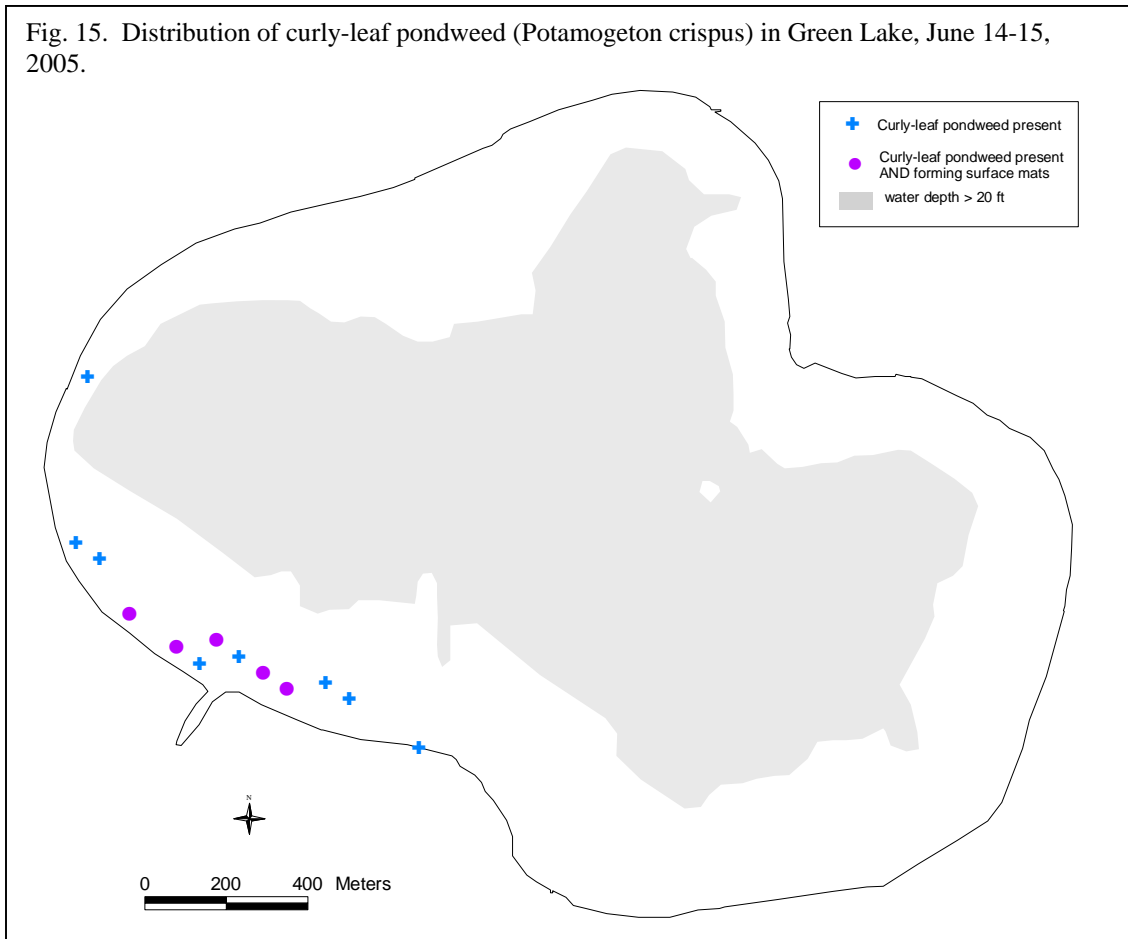 Fig. 15.  Distribution of curly-leaf pondweed (Potamogeton crispus) in Green Lake, June 14-15,
2005.
Curly-leaf pondweed present
Curly-leaf pondweed present
AND forming surface mats
water depth > 20 ft
N
0 200 400 Meters